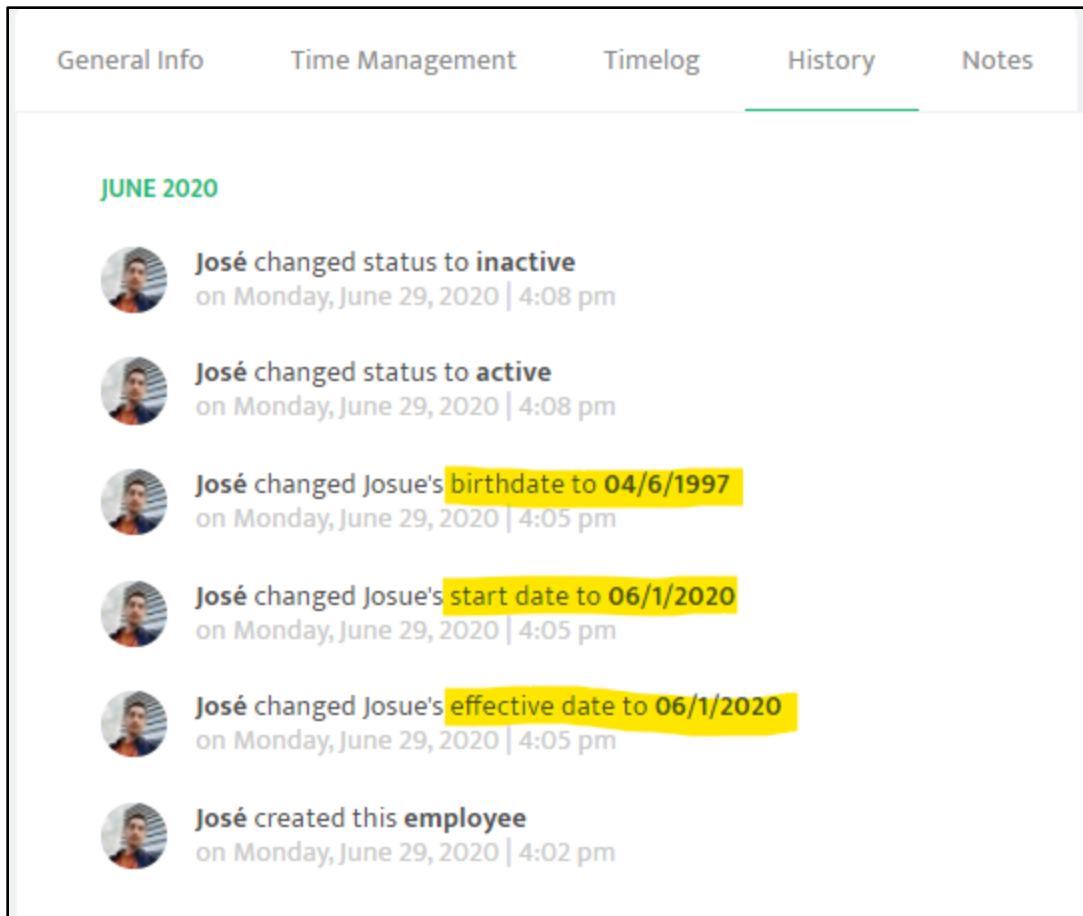 General Info Time Management Timelog History Notes
JUNE 2020
José changed status to inactive
on Monday, June 29, 2020 | 4:08 pm
José changed status to active
on Monday, June 29, 2020 | 4:08 pm
José changed Josue's birthdate to 04/6/1997
on Monday, June 29, 2020 | 4:05 pm
José changed Josue's start date to 06/1/2020
on Monday, June 29, 2020 | 4:05 pm
José changed Josue's effective date to 06/1/2020
on Monday, June 29, 2020 | 4:05 pm
José created this employee
on Monday, June 29, 2020 | 4:02 pm